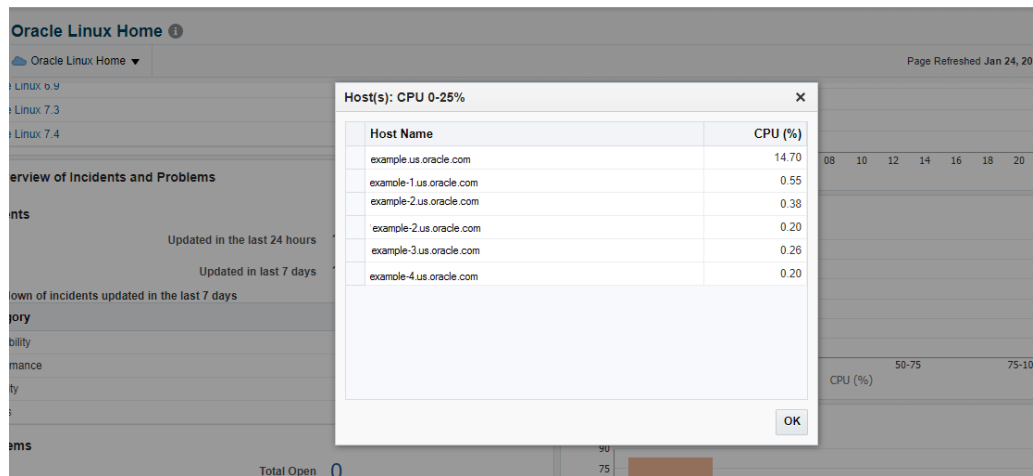 Oracle Linux Home
Oracle Linux Home
Page Refreshed Jan 24, 20
Linux 6.9
Linux 7.3
Linux 7.4
erview of Incidents and Problems
nts
Updated in the last 24 hours
Updated in last 7 days
down of incidents updated in the last 7 days
gory
bility
mance
ty
ems
Total Open 0
Host(s): CPU 0-25%
Host Name CPU (%)
example.us.oracle.com 14.70
example-1.us.oracle.com 0.55
example-2.us.oracle.com 0.38
example-2.us.oracle.com 0.20
example-3.us.oracle.com 0.26
example-4.us.oracle.com 0.20
OK
08 10 12 14 16 18 20
50-75 75-10
CPU (%)
90
75